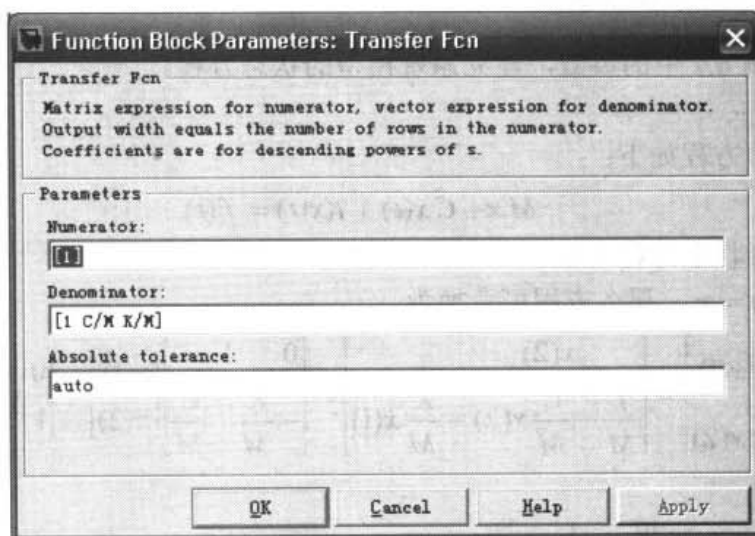 Function Block Parameters: Transfer Fcn
Transfer Fcn
Matrix expression for numerator, vector expression for denominator.
Output width equals the number of rows in the numerator.
Coefficients are for descending powers of s.
Parameters
Numerator:
[1]
Denominator:
[1 C/M K/M]
Absolute tolerance:
auto
OK
Cancel
Help
Apply